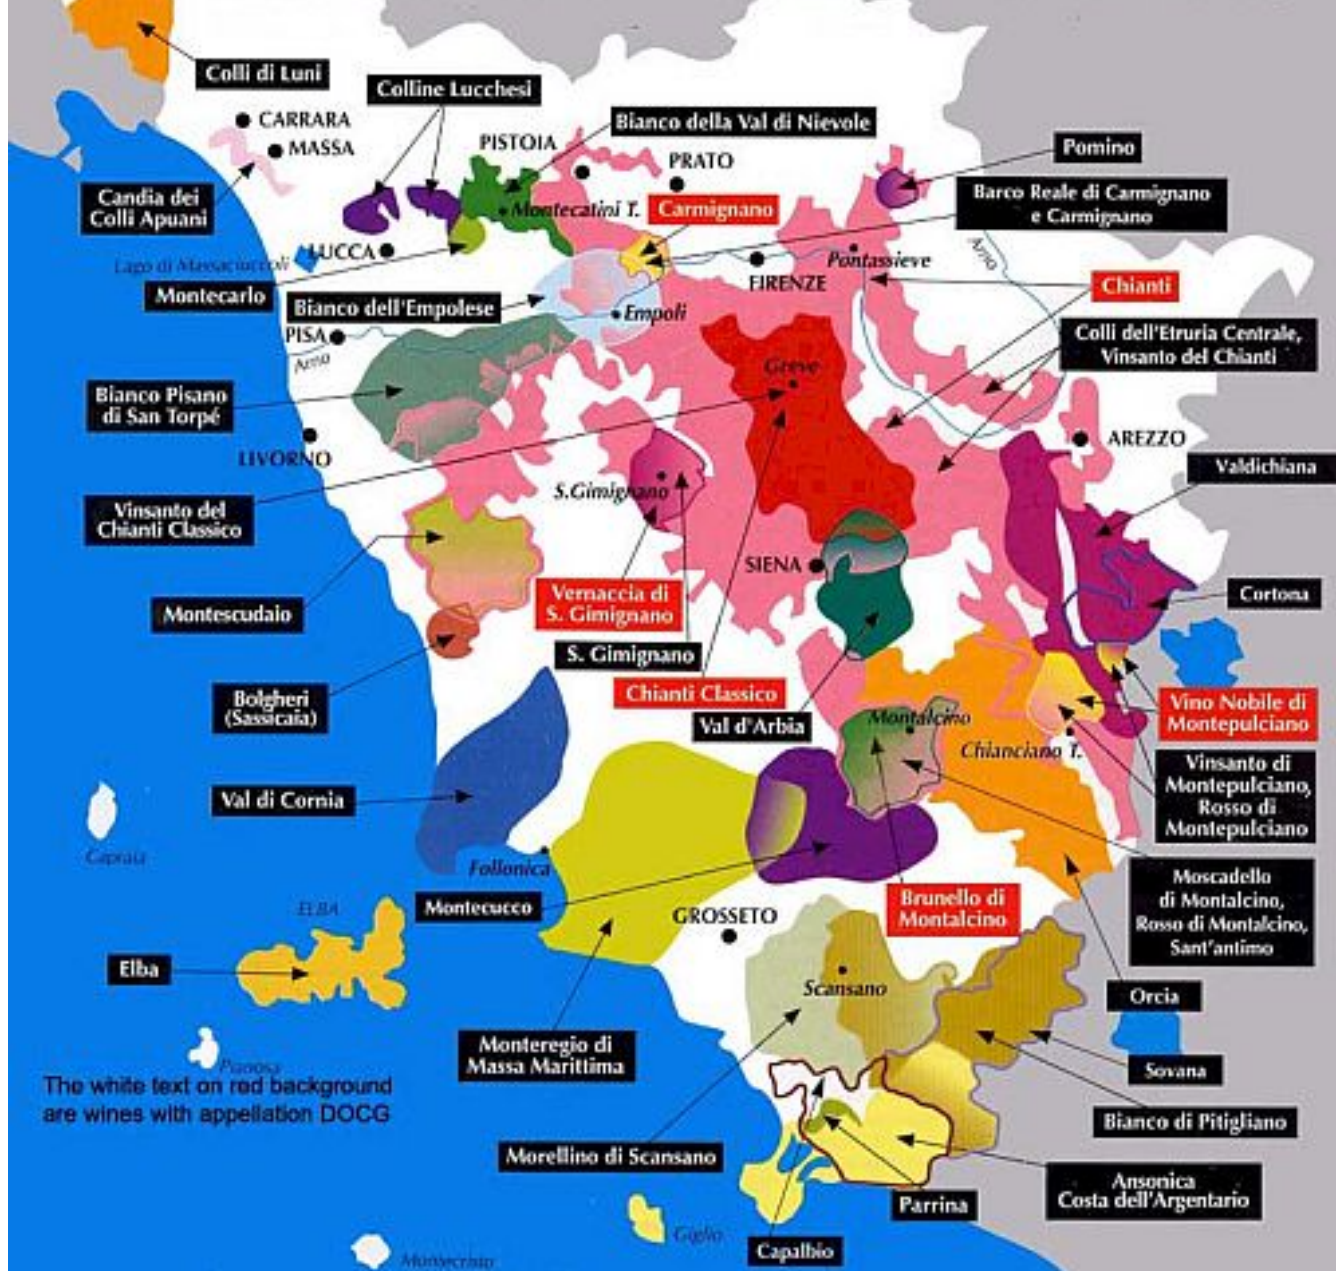 Colli di Luni
Colline Lucchesi
CARRARA
MASSA
PISTOIA
Bianco della Val di Nievole
PRATO
Pomino
Candia dei
Colli Apuani
Montecatini T.
Carmignano
Barco Reale di Carmignano
e Carmignano
LUCCA
Lago di Massaciuccoli
Arno
Pontassieve
FIRENZE
Chianti
Montecarlo
Bianco dell'Empolese
Empoli
PISA
Arno
Colli dell'Etruria Centrale,
Vinsanto del Chianti
Greve
Bianco Pisano
di San Torpé
LIVORNO
AREZZO
Valdichiana
S.Gimignano
Vinsanto del
Chianti Classico
SIENA
Vernaccia di
S. Gimignano
Cortona
Montescudaio
S. Gimignano
Chianti Classico
Bolgheri
(Sassicaia)
Val d'Arbia
Montalcino
Chianciano T.
Vino Nobile di
Montepulciano
Vinsanto di
Montepulciano,
Rosso di
Montepulciano
Val di Cornia
Capraia
Follonica
Moscadello
di Montalcino,
Rosso di Montalcino,
Sant'antimo
Brunello di
Montalcino
Montecucco
GROSSETO
ELBA
Elba
Scansano
Orcia
Monteregio di
Massa Marittima
Pianosa
Sovana
The white text on red background
are wines with appellation DOCG
Bianco di Pitigliano
Morellino di Scansano
Ansonica
Costa dell'Argentario
Parrina
Giglio
Capalbio
Montecristo